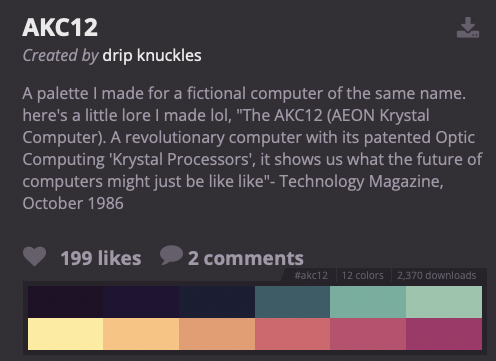 AKC12
Created by drip knuckles
A palette I made for a fictional computer of the same name.
here's a little lore I made lol, "The AKC12 (AEON Krystal
Computer). A revolutionary computer with its patented Optic
Computing 'Krystal Processors', it shows us what the future of
computers might just be like like"- Technology Magazine,
October 1986
199 likes 2 comments
#akc12 12 colors 2,370 downloads